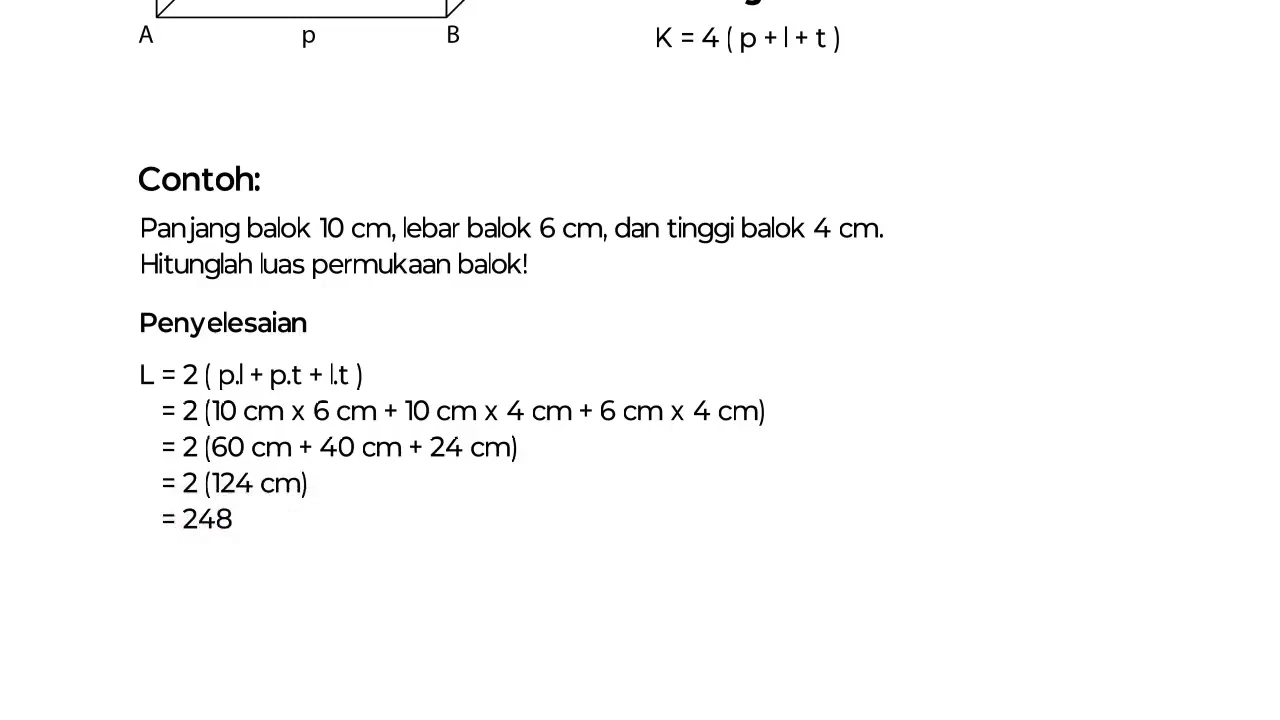 A p B
K = 4 ( p + l + t )
Contoh:
Panjang balok 10 cm, lebar balok 6 cm, dan tinggi balok 4 cm.
Hitunglah luas permukaan balok!
Penyelesaian
L = 2 ( p.l + p.t + l.t )
= 2 (10 cm x 6 cm + 10 cm x 4 cm + 6 cm x 4 cm)
= 2 (60 cm + 40 cm + 24 cm)
= 2 (124 cm)
= 248